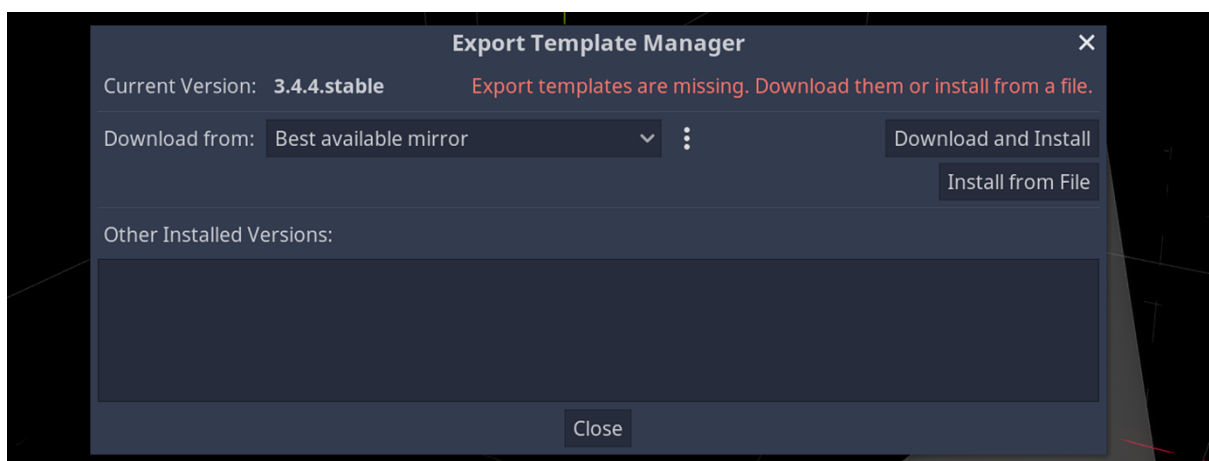 Export Template Manager
Current Version: 3.4.4.stable Export templates are missing. Download them or install from a file.
Download from: Best available mirror Download and Install
Install from File
Other Installed Versions:
Close